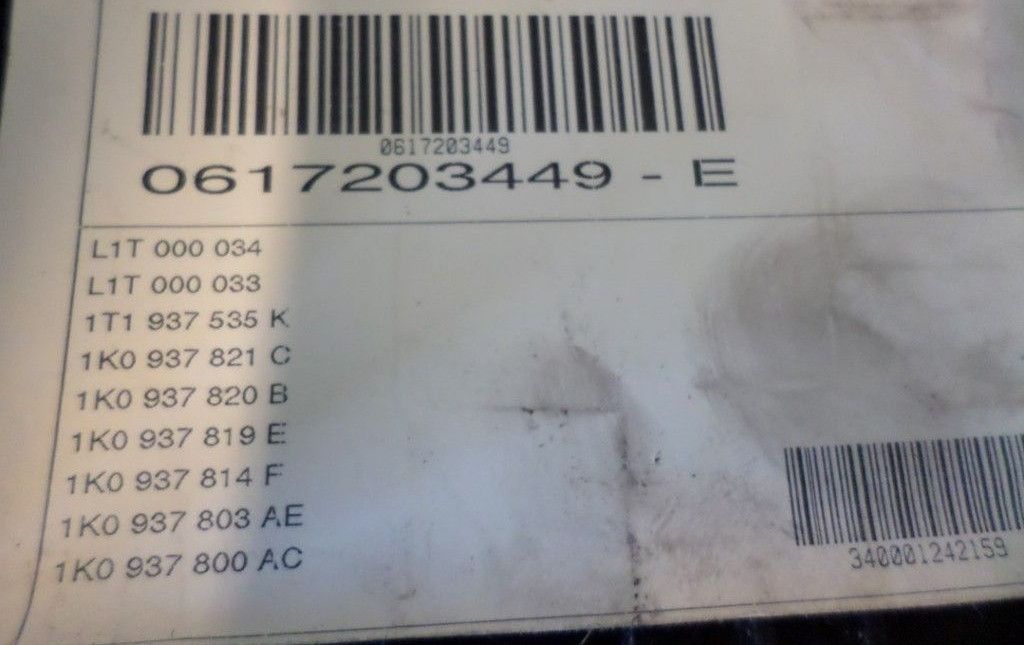 0617203449
0617203449 - E
L1T 000 034
L1T 000 033
1T1 937 535 K
1K0 937 821 C
1K0 937 820 B
1K0 937 819 E
1K0 937 814 F
1K0 937 803 AE
1K0 937 800 AC
340001242159